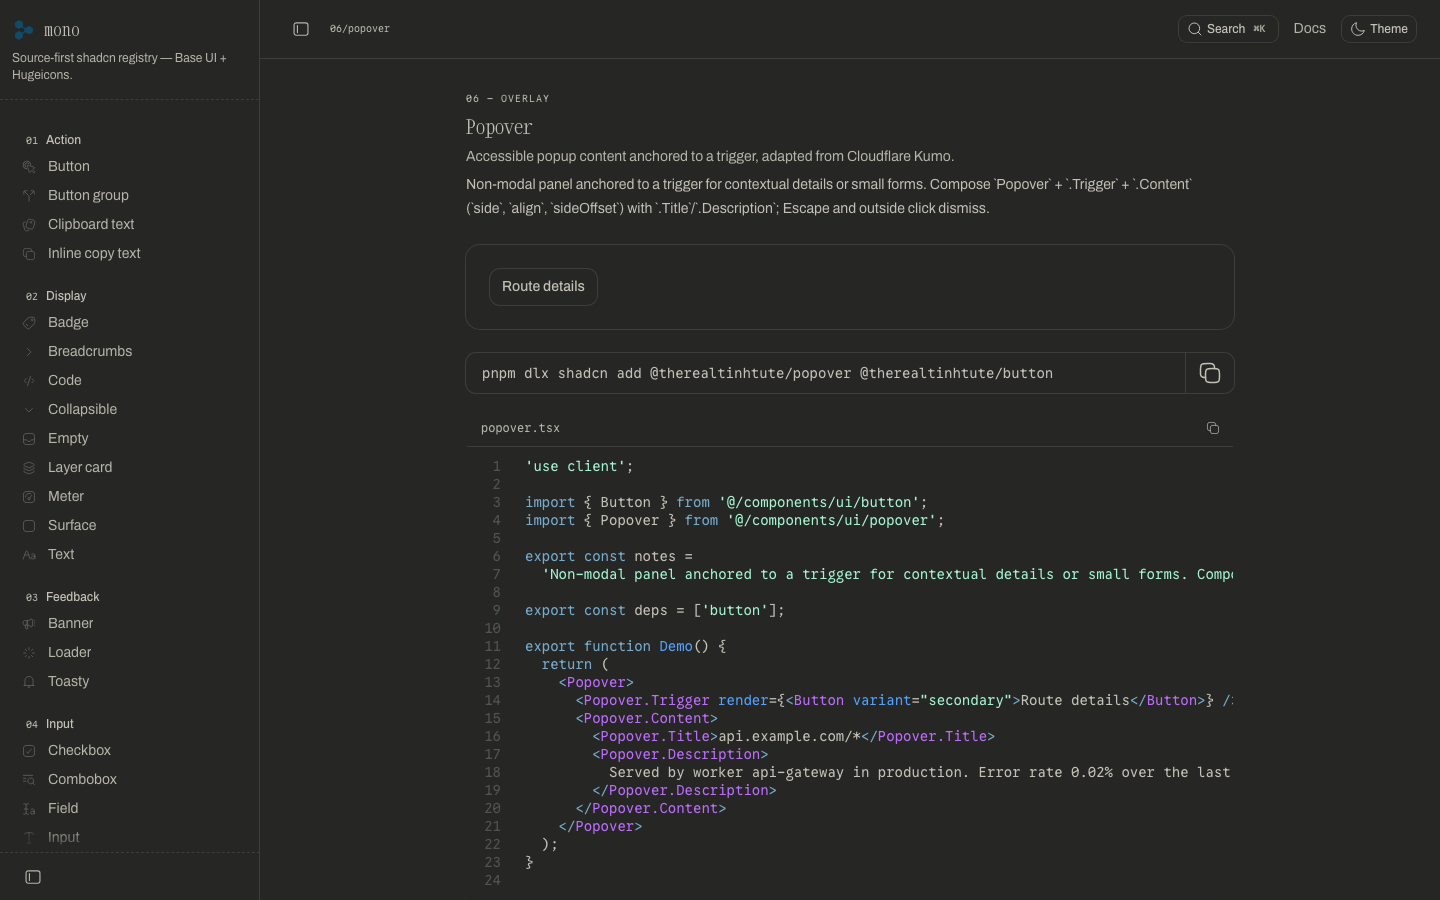 mono
Source-first shadcn registry — Base UI +
Hugeicons.
01 Action
Button
Button group
Clipboard text
Inline copy text
02 Display
Badge
Breadcrumbs
Code
Collapsible
Empty
Layer card
Meter
Surface
Text
03 Feedback
Banner
Loader
Toasty
04 Input
Checkbox
Combobox
Field
Input
06/popover
Search ⌘K
Docs
Theme
06 — OVERLAY
Popover
Accessible popup content anchored to a trigger, adapted from Cloudflare Kumo.
Non-modal panel anchored to a trigger for contextual details or small forms. Compose `Popover` + `.Trigger` + `.Content`
(`side`, `align`, `sideOffset`) with `.Title`/`.Description`; Escape and outside click dismiss.
Route details
pnpm dlx shadcn add @therealtinhtute/popover @therealtinhtute/button
popover.tsx
1 'use client';
2
3 import { Button } from '@/components/ui/button';
4 import { Popover } from '@/components/ui/popover';
5
6 export const notes =
7 'Non-modal panel anchored to a trigger for contextual details or small forms. Compo
8
9 export const deps = ['button'];
10
11 export function Demo() {
12 return (
13 <Popover>
14 <Popover.Trigger render={<Button variant="secondary">Route details</Button>} /
15 <Popover.Content>
16 <Popover.Title>api.example.com/*</Popover.Title>
17 <Popover.Description>
18 Served by worker api-gateway in production. Error rate 0.02% over the last
19 </Popover.Description>
20 </Popover.Content>
21 </Popover>
22 );
23 }
24